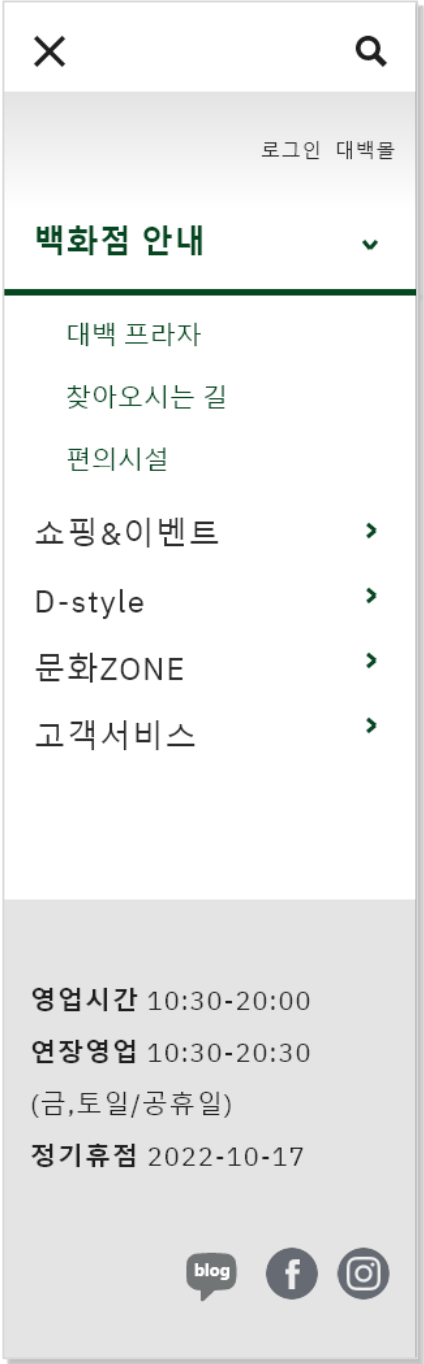 로그인 대백몰
백화점 안내
대백 프라자
찾아오시는 길
편의시설
쇼핑&이벤트
D-style
문화ZONE
고객서비스
영업시간 10:30-20:00
연장영업 10:30-20:30
(금,토일/공휴일)
정기휴점 2022-10-17
blog